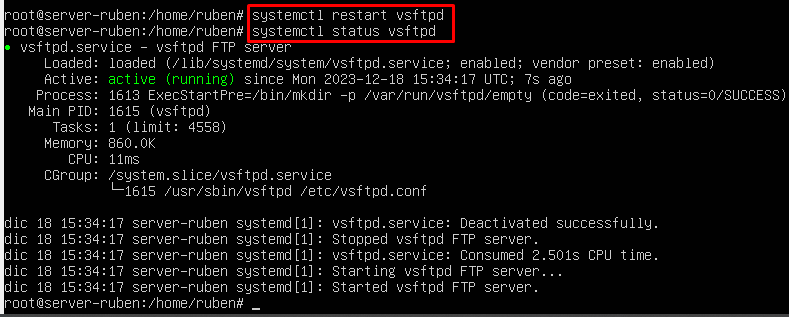 root@server-ruben:/home/ruben# systemctl restart vsftpd
root@server-ruben:/home/ruben# systemctl status vsftpd
● vsftpd.service - vsftpd FTP server
Loaded: loaded (/lib/systemd/system/vsftpd.service; enabled; vendor preset: enabled)
Active: active (running) since Mon 2023-12-18 15:34:17 UTC; 7s ago
Process: 1613 ExecStartPre=/bin/mkdir -p /var/run/vsftpd/empty (code=exited, status=0/SUCCESS)
Main PID: 1615 (vsftpd)
Tasks: 1 (limit: 4558)
Memory: 860.0K
CPU: 11ms
CGroup: /system.slice/vsftpd.service
└─1615 /usr/sbin/vsftpd /etc/vsftpd.conf
dic 18 15:34:17 server-ruben systemd[1]: vsftpd.service: Deactivated successfully.
dic 18 15:34:17 server-ruben systemd[1]: Stopped vsftpd FTP server.
dic 18 15:34:17 server-ruben systemd[1]: vsftpd.service: Consumed 2.501s CPU time.
dic 18 15:34:17 server-ruben systemd[1]: Starting vsftpd FTP server...
dic 18 15:34:17 server-ruben systemd[1]: Started vsftpd FTP server.
root@server-ruben:/home/ruben# _